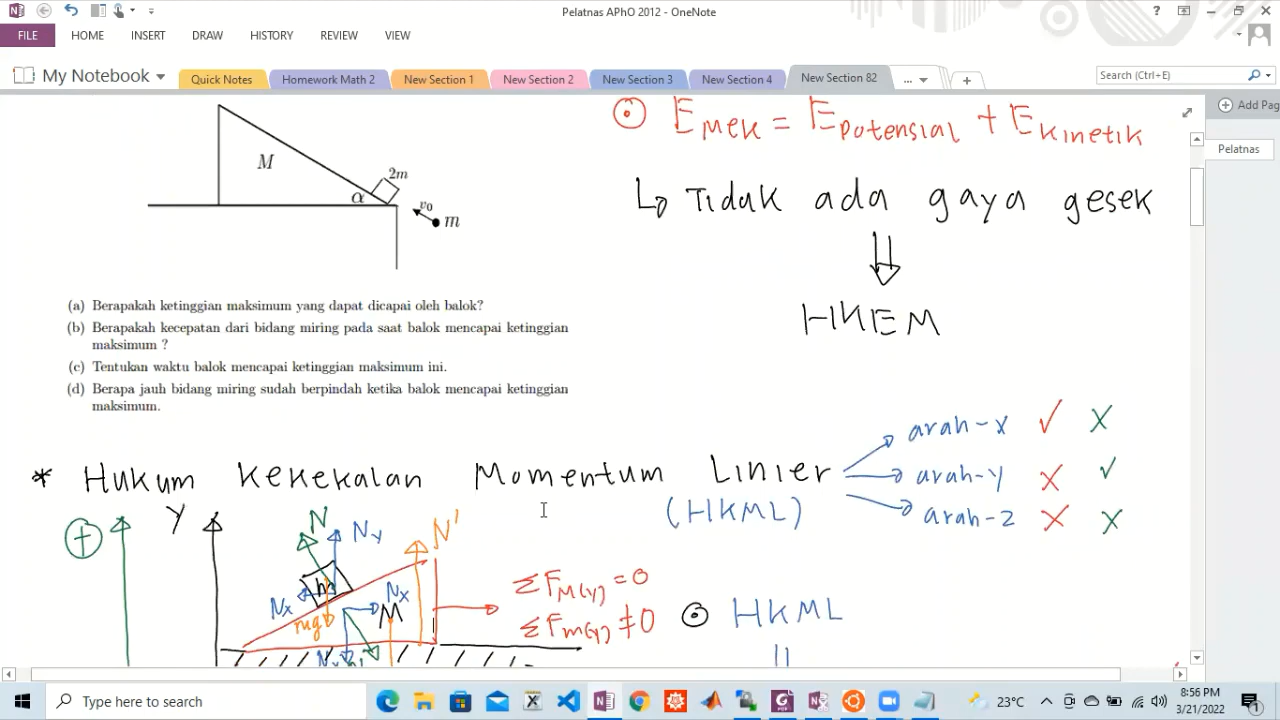 Pelatnas APhO 2012 - OneNote
FILE HOME INSERT DRAW HISTORY REVIEW VIEW
My Notebook Quick Notes Homework Math 2 New Section 1 New Section 2 New Section 3 New Section 4 New Section 82 ... Search (Ctrl+E)
Add Pag
Pelatnas
M
2m
α
v0
m
(a) Berapakah ketinggian maksimum yang dapat dicapai oleh balok?
(b) Berapakah kecepatan dari bidang miring pada saat balok mencapai ketinggian
maksimum ?
(c) Tentukan waktu balok mencapai ketinggian maksimum ini.
(d) Berapa jauh bidang miring sudah berpindah ketika balok mencapai ketinggian
maksimum.
⊙ EMek = EPotensial + EKinetik
↳ Tidak ada gaya gesek
⇓
HKEM
* Hukum Kekekalan Momentum Linier
(HKML)
arah-x ✓ X
arah-y X ✓
arah-z X X
+ Y
N Ny N'
m Nx Nx M
mg
ΣFM(y) = 0
ΣFm(y) ≠ 0
⊙ HKML
Type here to search
23°C
8:56 PM
3/21/2022